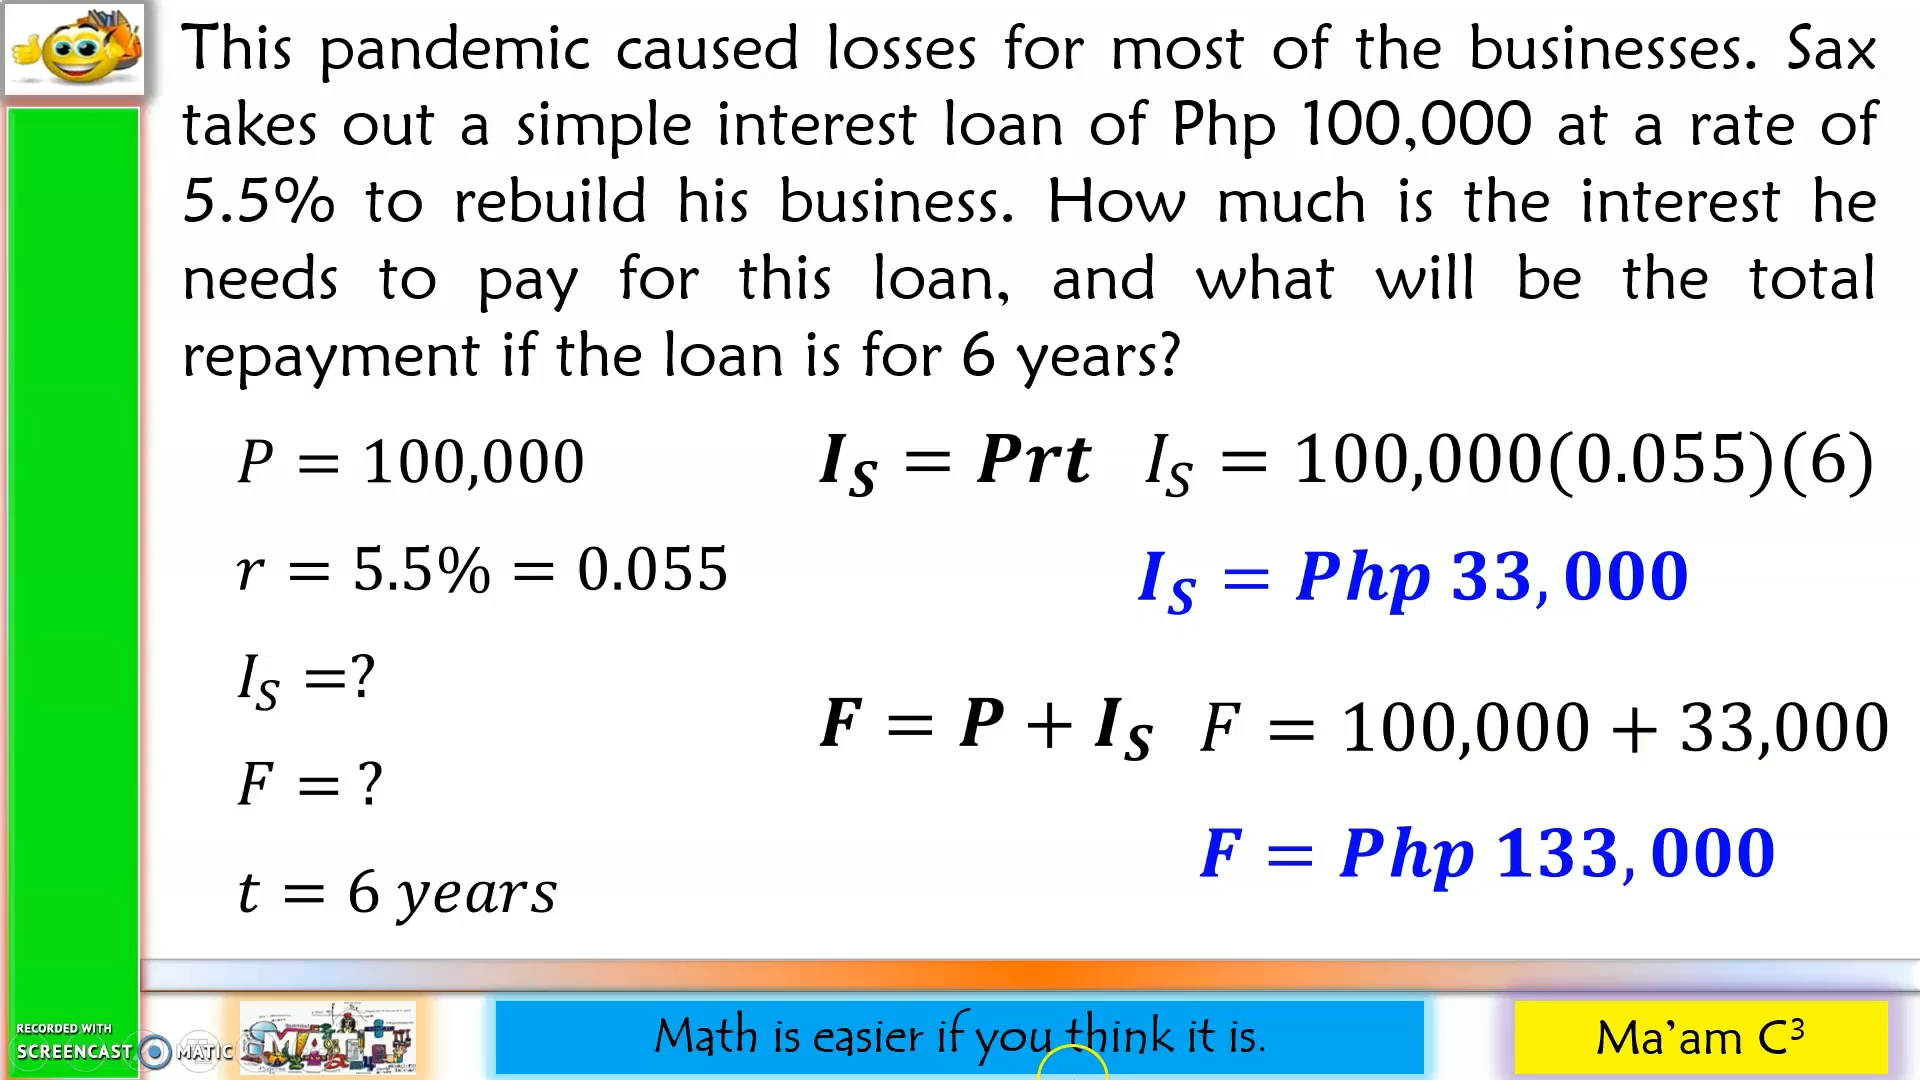 This pandemic caused losses for most of the businesses. Sax
takes out a simple interest loan of Php 100,000 at a rate of
5.5% to rebuild his business. How much is the interest he
needs to pay for this loan, and what will be the total
repayment if the loan is for 6 years?
P = 100,000
I_S = Prt I_S = 100,000(0.055)(6)
r = 5.5% = 0.055
I_S = Php 33,000
I_S =?
F = P + I_S F = 100,000 + 33,000
F = ?
F = Php 133,000
t = 6 years
RECORDED WITH
SCREENCAST MATIC
MATH
Math is easier if you think it is.
Ma’am C³